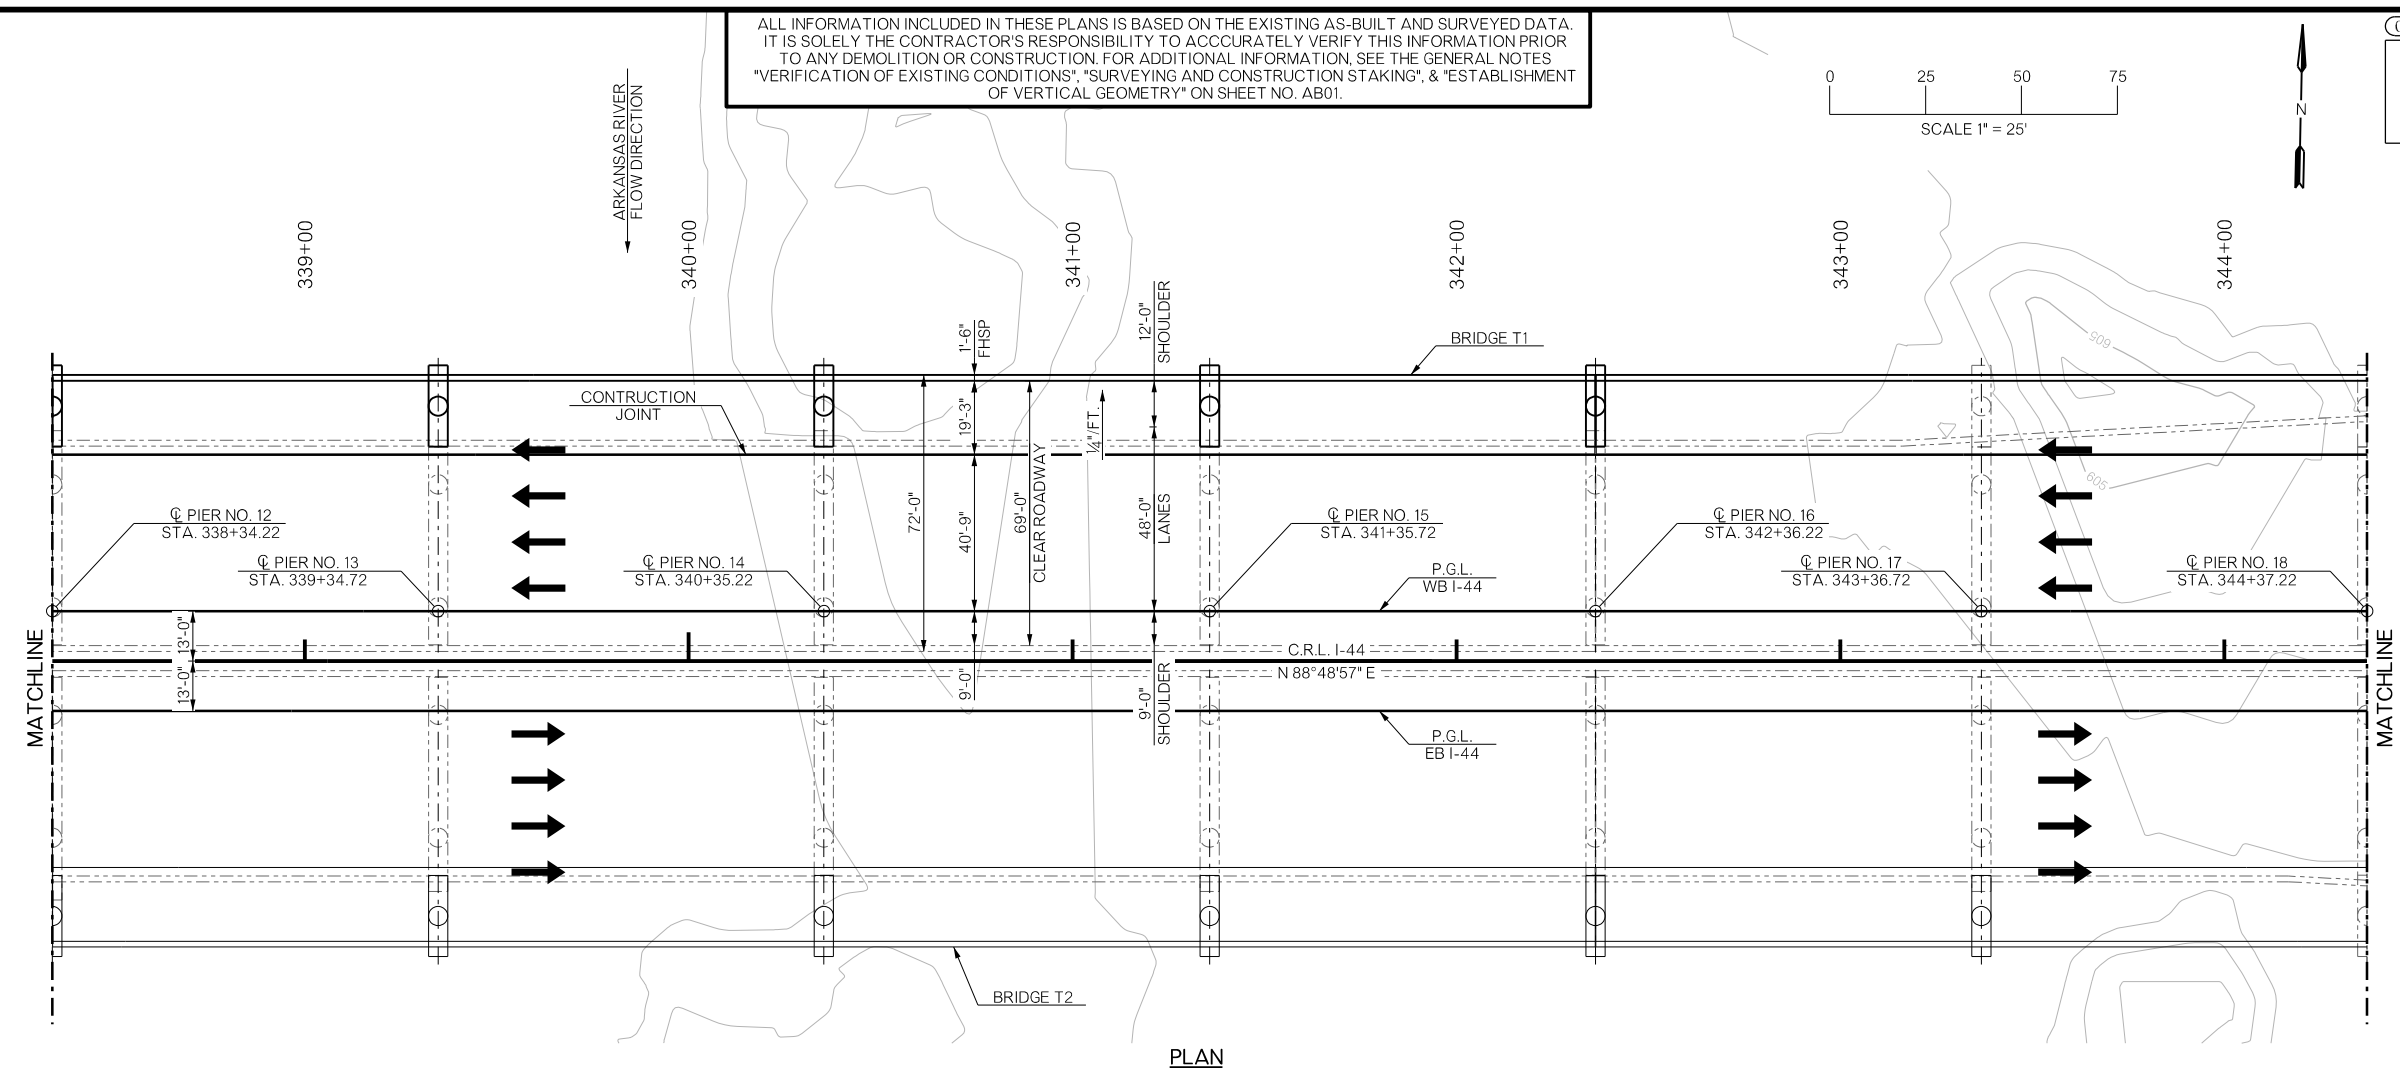 ALL INFORMATION INCLUDED IN THESE PLANS IS BASED ON THE EXISTING AS-BUILT AND SURVEYED DATA.
IT IS SOLELY THE CONTRACTOR'S RESPONSIBILITY TO ACCCURATELY VERIFY THIS INFORMATION PRIOR
TO ANY DEMOLITION OR CONSTRUCTION. FOR ADDITIONAL INFORMATION, SEE THE GENERAL NOTES
"VERIFICATION OF EXISTING CONDITIONS", "SURVEYING AND CONSTRUCTION STAKING", & "ESTABLISHMENT
OF VERTICAL GEOMETRY" ON SHEET NO. AB01.
0 25 50 75
SCALE 1" = 25'
N
ARKANSAS RIVER
FLOW DIRECTION
339+00
340+00
341+00
342+00
343+00
344+00
1'-6"
FHSP
12'-0"
SHOULDER
BRIDGE T1
CONTRUCTION
JOINT
19'-3"
1/4"/FT.
72'-0"
40'-9"
69'-0"
CLEAR ROADWAY
48'-0"
LANES
605
605
℄ PIER NO. 12
STA. 338+34.22
℄ PIER NO. 13
STA. 339+34.72
℄ PIER NO. 14
STA. 340+35.22
℄ PIER NO. 15
STA. 341+35.72
℄ PIER NO. 16
STA. 342+36.22
℄ PIER NO. 17
STA. 343+36.72
℄ PIER NO. 18
STA. 344+37.22
P.G.L.
WB I-44
13'-0"
13'-0"
C.R.L. I-44
N 88°48'57" E
9'-0"
9'-0"
SHOULDER
MATCHLINE
MATCHLINE
P.G.L.
EB I-44
BRIDGE T2
PLAN